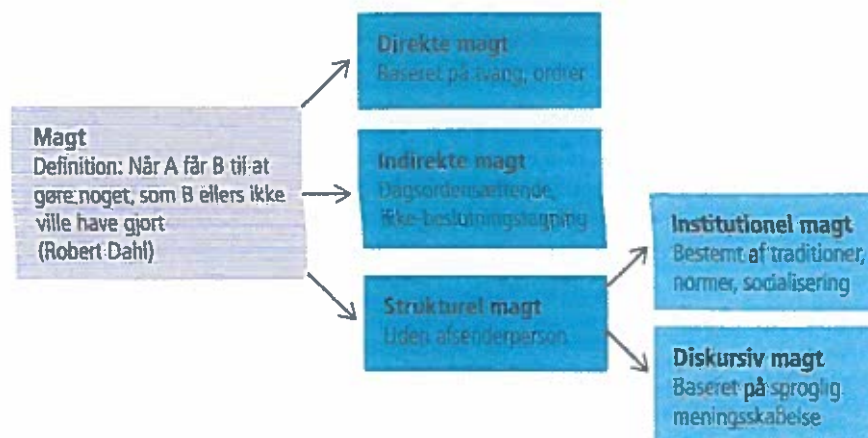 Magt
Definition: Når A får B til at
gøre noget, som B ellers ikke
ville have gjort
(Robert Dahl)
Direkte magt
Baseret på tvang, ordrer
Indirekte magt
Dagsordensættende,
ikke-beslutningstagning
Strukturel magt
Uden afsenderperson
Institutionel magt
Bestemt af traditioner,
normer, socialisering
Diskursiv magt
Baseret på sproglig
meningsskabelse